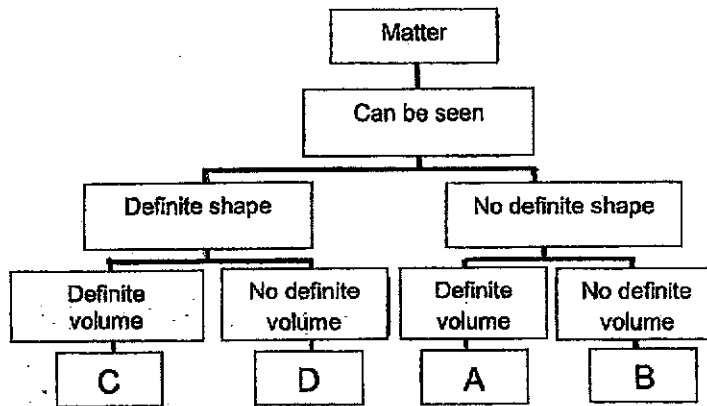 Matter
Can be seen
Definite shape
No definite shape
Definite
volume
No definite
volume
Definite
volume
No definite
volume
C
D
A
B